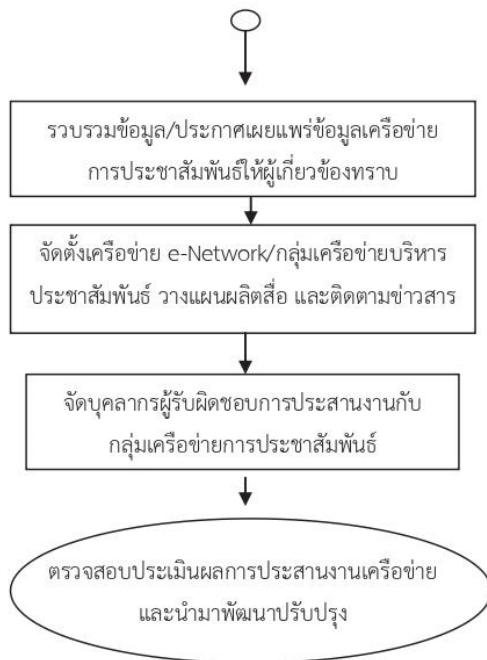 รวบรวมข้อมูล/ประกาศเผยแพร่ข้อมูลเครือข่าย
การประชาสัมพันธ์ให้ผู้เกี่ยวข้องทราบ
จัดตั้งเครือข่าย e-Network/กลุ่มเครือข่ายบริหาร
ประชาสัมพันธ์ วางแผนผลิตสื่อ และติดตามข่าวสาร
จัดบุคลากรผู้รับผิดชอบการประสานงานกับ
กลุ่มเครือข่ายการประชาสัมพันธ์
ตรวจสอบประเมินผลการประสานงานเครือข่าย
และนำมาพัฒนาปรับปรุง